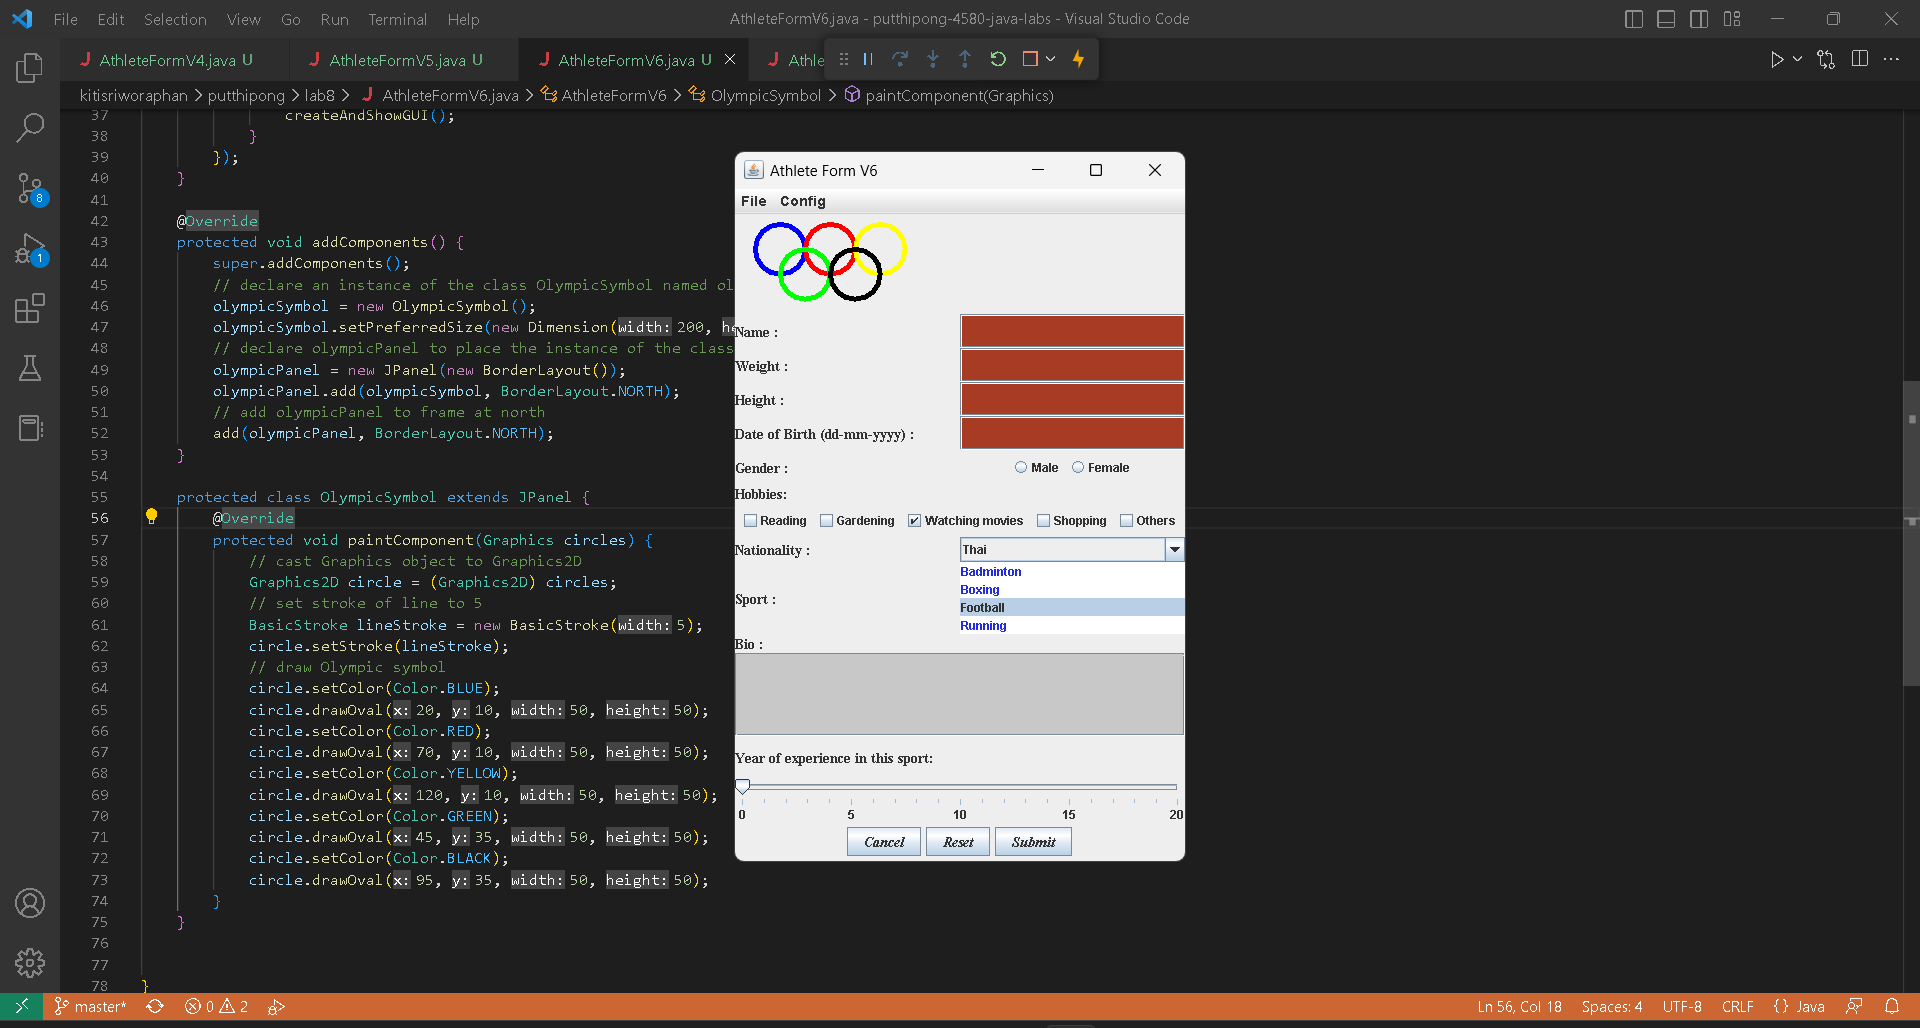 File Edit Selection View Go Run Terminal Help
AthleteFormV6.java - putthipong-4580-java-labs - Visual Studio Code
AthleteFormV4.java U
AthleteFormV5.java U
AthleteFormV6.java U
Athle
kitisriworaphan > putthipong > lab8 > AthleteFormV6.java > AthleteFormV6 > OlympicSymbol > paintComponent(Graphics)
37 createAndShowGUI();
38 }
39 });
40 }
41
42 @Override
43 protected void addComponents() {
44 super.addComponents();
45 // declare an instance of the class OlympicSymbol named ol
46 olympicSymbol = new OlympicSymbol();
47 olympicSymbol.setPreferredSize(new Dimension(width: 200, he
48 // declare olympicPanel to place the instance of the class
49 olympicPanel = new JPanel(new BorderLayout());
50 olympicPanel.add(olympicSymbol, BorderLayout.NORTH);
51 // add olympicPanel to frame at north
52 add(olympicPanel, BorderLayout.NORTH);
53 }
54
55 protected class OlympicSymbol extends JPanel {
56 @Override
57 protected void paintComponent(Graphics circles) {
58 // cast Graphics object to Graphics2D
59 Graphics2D circle = (Graphics2D) circles;
60 // set stroke of line to 5
61 BasicStroke lineStroke = new BasicStroke(width: 5);
62 circle.setStroke(lineStroke);
63 // draw Olympic symbol
64 circle.setColor(Color.BLUE);
65 circle.drawOval(x: 20, y: 10, width: 50, height: 50);
66 circle.setColor(Color.RED);
67 circle.drawOval(x: 70, y: 10, width: 50, height: 50);
68 circle.setColor(Color.YELLOW);
69 circle.drawOval(x: 120, y: 10, width: 50, height: 50);
70 circle.setColor(Color.GREEN);
71 circle.drawOval(x: 45, y: 35, width: 50, height: 50);
72 circle.setColor(Color.BLACK);
73 circle.drawOval(x: 95, y: 35, width: 50, height: 50);
74 }
75 }
76
77
78 }
Athlete Form V6
File Config
Name :
Weight :
Height :
Date of Birth (dd-mm-yyyy) :
Gender : Male Female
Hobbies:
Reading Gardening Watching movies Shopping Others
Nationality : Thai
Sport :
Badminton
Boxing
Football
Running
Bio :
Year of experience in this sport:
0 5 10 15 20
Cancel Reset Submit
8
1
master* 0 2
Ln 56, Col 18 Spaces: 4 UTF-8 CRLF {} Java